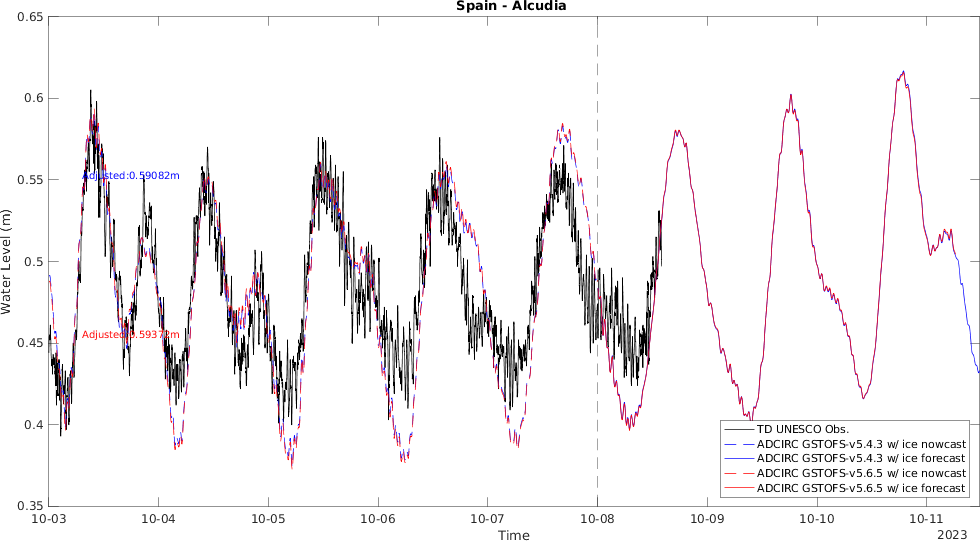 Spain - Alcudia
0.65
0.6
0.55
0.5
0.45
0.4
0.35
Water Level (m)
Adjusted:0.59082m
Adjusted:0.59372m
10-03
10-04
10-05
10-06
10-07
10-08
10-09
10-10
10-11
Time
2023
TD UNESCO Obs.
ADCIRC GSTOFS-v5.4.3 w/ ice nowcast
ADCIRC GSTOFS-v5.4.3 w/ ice forecast
ADCIRC GSTOFS-v5.6.5 w/ ice nowcast
ADCIRC GSTOFS-v5.6.5 w/ ice forecast